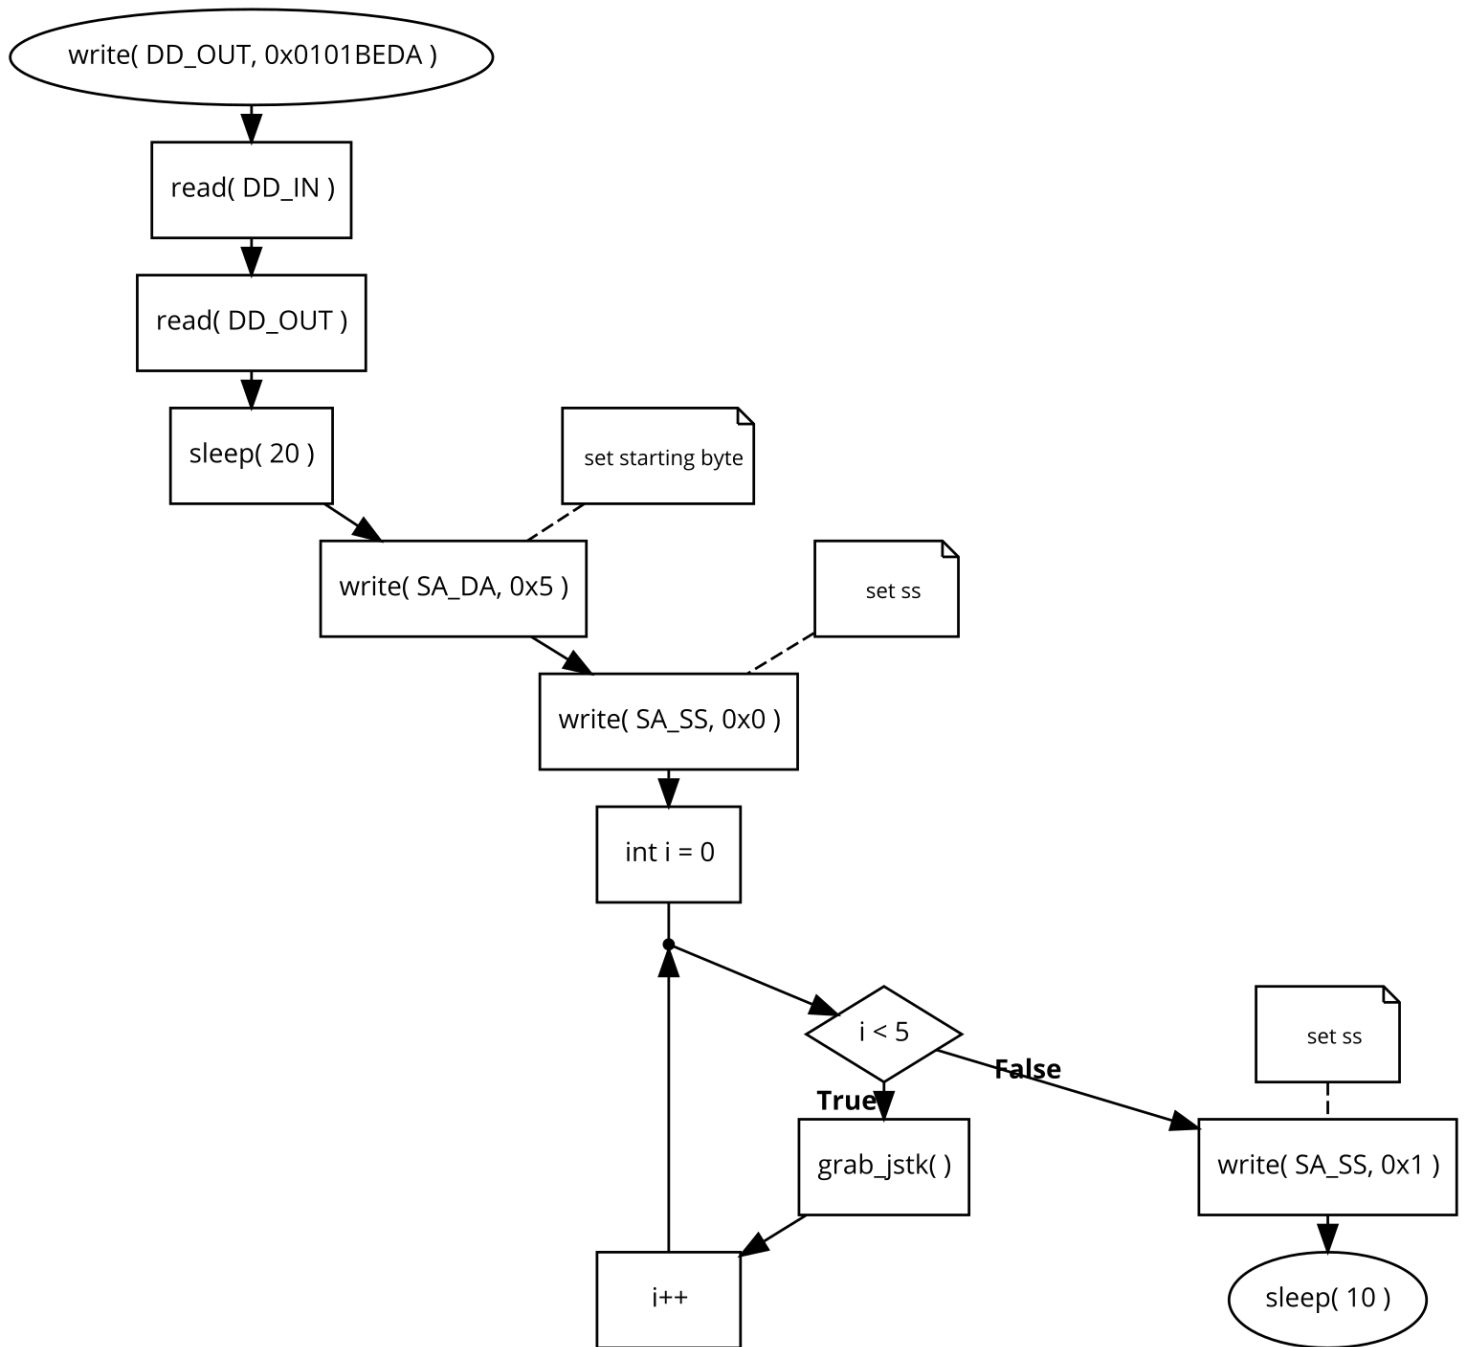 write( DD_OUT, 0x0101BEDA )
read( DD_IN )
read( DD_OUT )
sleep( 20 )
set starting byte
write( SA_DA, 0x5 )
set ss
write( SA_SS, 0x0 )
int i = 0
i < 5
set ss
False
True
grab_jstk( )
write( SA_SS, 0x1 )
i++
sleep( 10 )